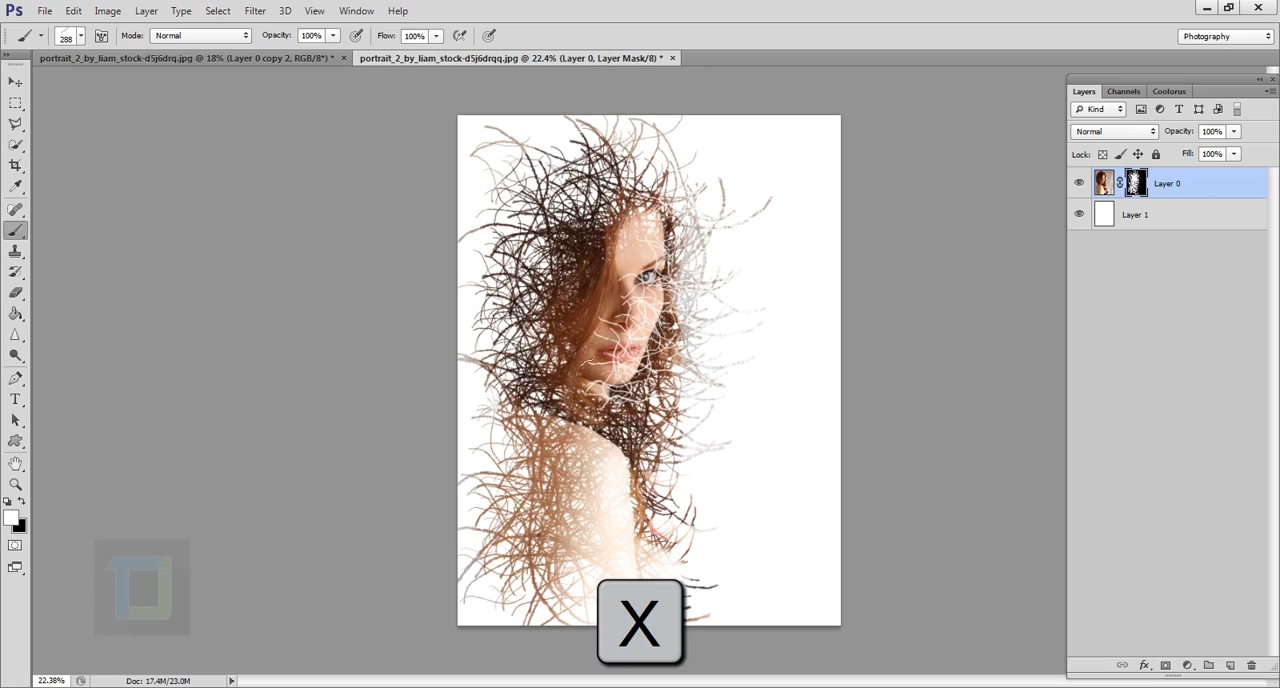 Ps File Edit Image Layer Type Select Filter 3D View Window Help
288 Mode: Normal Opacity: 100% Flow: 100% Photography
portrait_2_by_liam_stock-d5j6drq.jpg @ 18% (Layer 0 copy 2, RGB/8*) * × portrait_2_by_liam_stock-d5j6drqq.jpg @ 22.4% (Layer 0, Layer Mask/8) * ×
Layers Channels Coolorus
Kind T
Normal Opacity: 100%
Lock: Fill: 100%
Layer 0
Layer 1
T
X
fx
22.38% Doc: 17.4M/23.0M